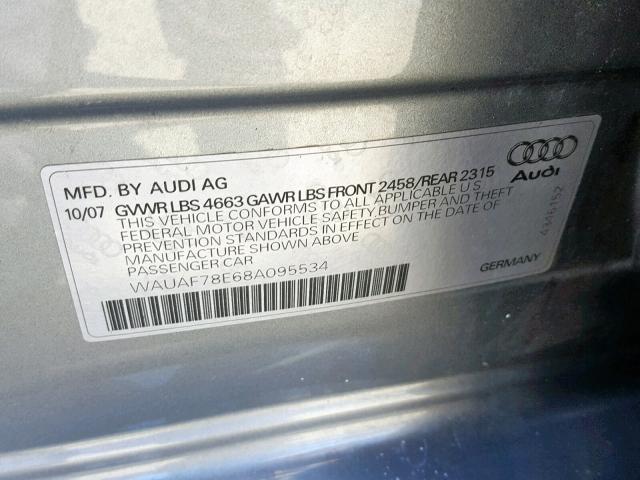 MFD. BY AUDI AG
10/07 GVWR LBS 4663 GAWR LBS FRONT 2458/REAR 2315
THIS VEHICLE CONFORMS TO ALL APPLICABLE U S
FEDERAL MOTOR VEHICLE SAFETY,BUMPER AND THEFT
PREVENTION STANDARDS IN EFFECT ON THE DATE OF
MANUFACTURE SHOWN ABOVE
PASSENGER CAR
WAUAF78E68A095534
Audi
GERMANY